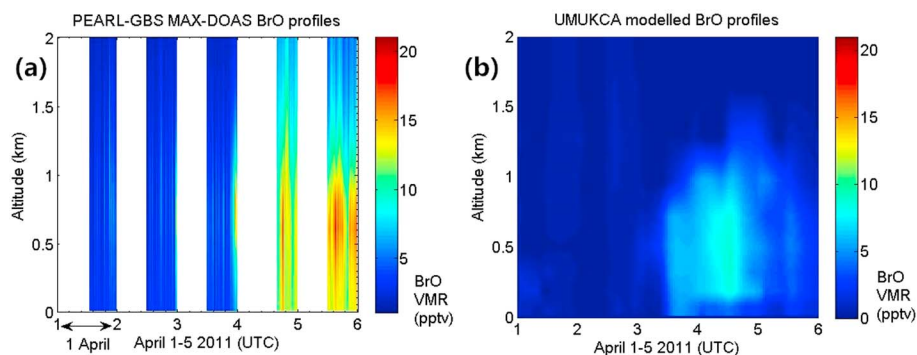 PEARL-GBS MAX-DOAS BrO profiles
(a)
Altitude (km)
2
1.5
1
0.5
0
1 2 3 4 5 6
1 April
April 1-5 2011 (UTC)
20
15
10
5
BrO
VMR
(pptv)
UMUKCA modelled BrO profiles
(b)
Altitude (km)
2
1.5
1
0.5
0
1 2 3 4 5 6
April 1-5 2011 (UTC)
20
15
10
5
0
BrO
VMR
(pptv)